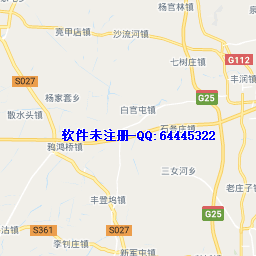 杨官林镇
亮甲店镇
沙流河镇
G112
七树庄镇
丰润镇
S027
杨家套乡
G25
散水头镇
白官屯镇
石各庄镇
软件未注册-QQ:64445322
鸦鸿桥镇
三女河乡
老庄子镇
丰登坞镇
G25
S361
S027
沽镇
李钊庄镇
新军屯镇